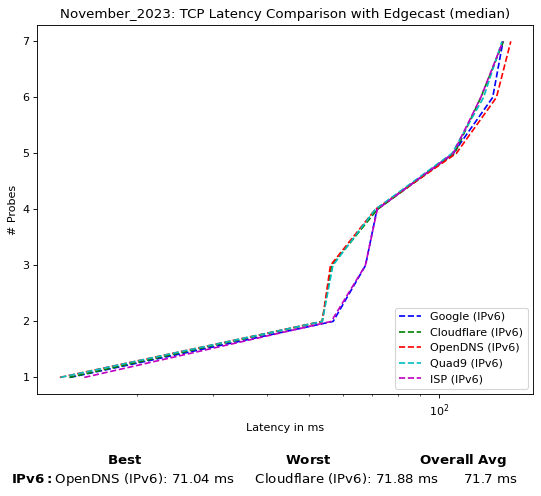 November_2023: TCP Latency Comparison with Edgecast (median)
7
6
5
4
3
2
1
# Probes
10²
Latency in ms
Google (IPv6)
Cloudflare (IPv6)
OpenDNS (IPv6)
Quad9 (IPv6)
ISP (IPv6)
Best Worst Overall Avg
IPv6: OpenDNS (IPv6): 71.04 ms Cloudflare (IPv6): 71.88 ms 71.7 ms